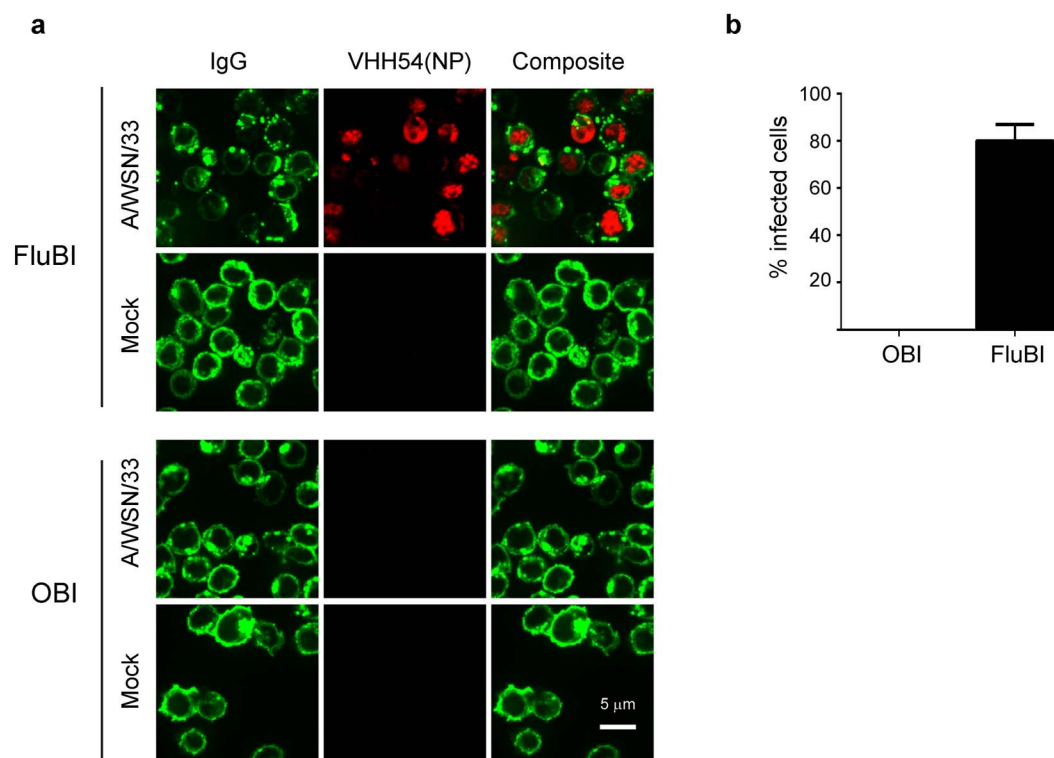 a
IgG VHH54(NP) Composite
FluBI
A/WSN/33
Mock
OBI
A/WSN/33
Mock
5 μm
b
% infected cells
100
80
60
40
20
OBI FluBI